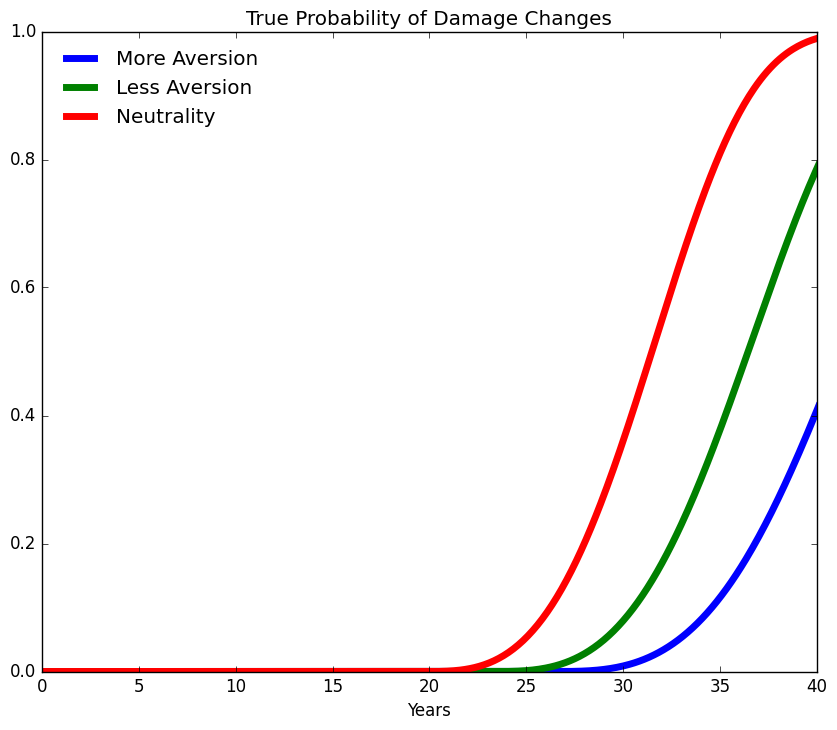 True Probability of Damage Changes
More Aversion
Less Aversion
Neutrality
1.0
0.8
0.6
0.4
0.2
0.0
0 5 10 15 20 25 30 35 40
Years